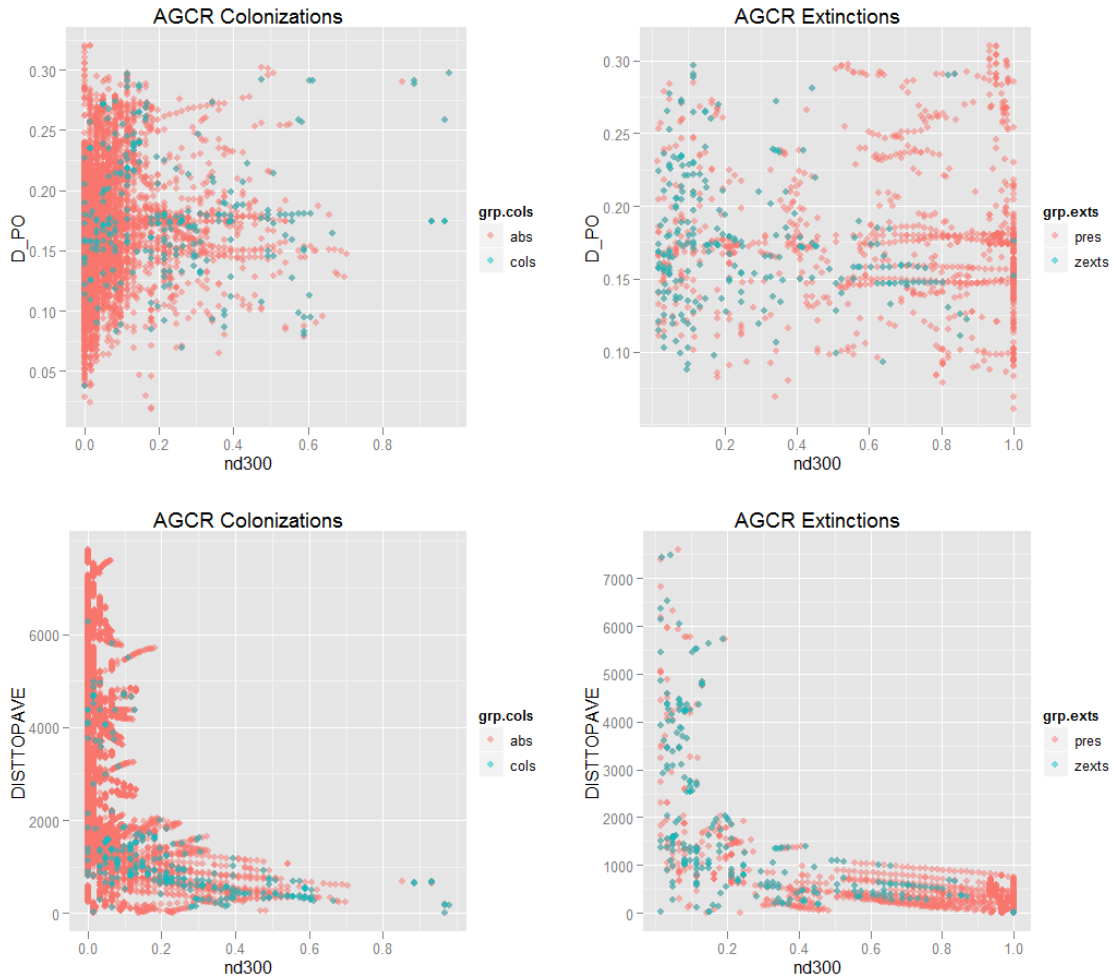 AGCR Colonizations
0.30
0.25
0.20
0.15
0.10
0.05
D_PO
0.0 0.2 0.4 0.6 0.8
nd300
grp.cols
abs
cols
AGCR Extinctions
0.30
0.25
0.20
0.15
0.10
D_PO
0.2 0.4 0.6 0.8 1.0
nd300
grp.exts
pres
zexts
AGCR Colonizations
6000
4000
2000
0
DISTTOPAVE
0.0 0.2 0.4 0.6 0.8
nd300
grp.cols
abs
cols
AGCR Extinctions
7000
6000
5000
4000
3000
2000
1000
0
DISTTOPAVE
0.2 0.4 0.6 0.8 1.0
nd300
grp.exts
pres
zexts